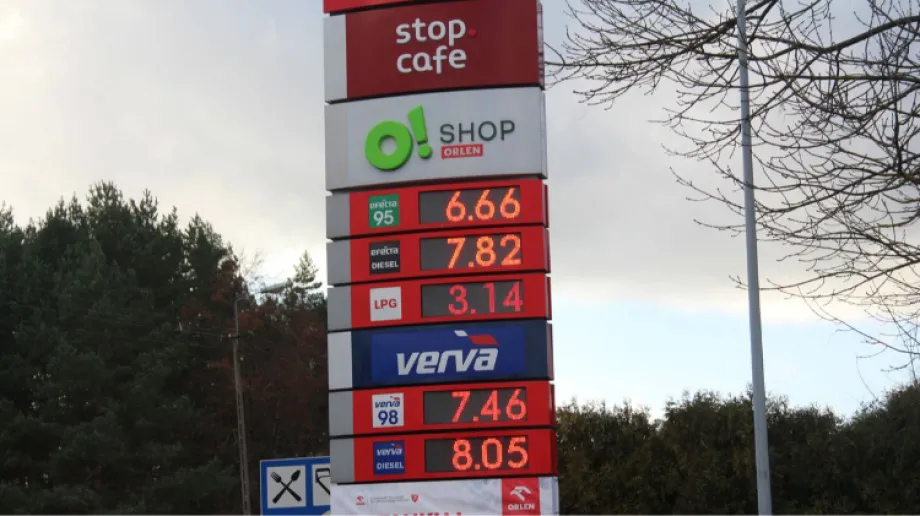 stop.
cafe
O! SHOP
ORLEN
efecta
95
6.66
efecta
DIESEL
7.82
LPG
3.14
verva
verva
98
7.46
verva
DIESEL
8.05
ORLEN